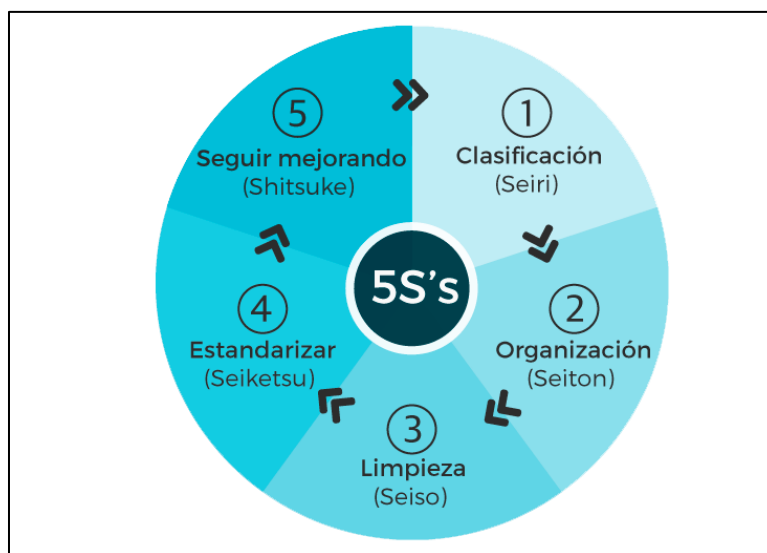 1
Clasificación
(Seiri)
2
Organización
(Seiton)
3
Limpieza
(Seiso)
4
Estandarizar
(Seiketsu)
5
Seguir mejorando
(Shitsuke)
5S's